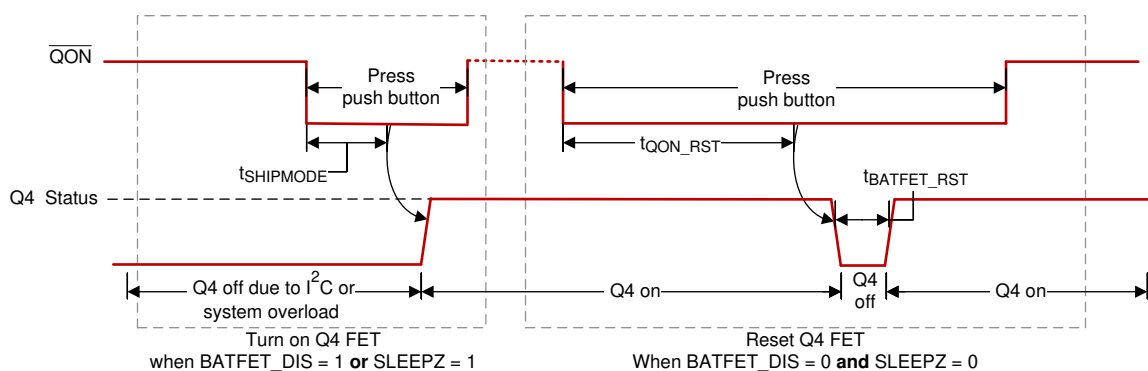 QON
Press
push button
Press
push button
tSHIPMODE
tQON_RST
tBATFET_RST
Q4 Status
Q4 off due to I²C or
system overload
Q4 on
Q4
off
Q4 on
Turn on Q4 FET
when BATFET_DIS = 1 or SLEEPZ = 1
Reset Q4 FET
When BATFET_DIS = 0 and SLEEPZ = 0